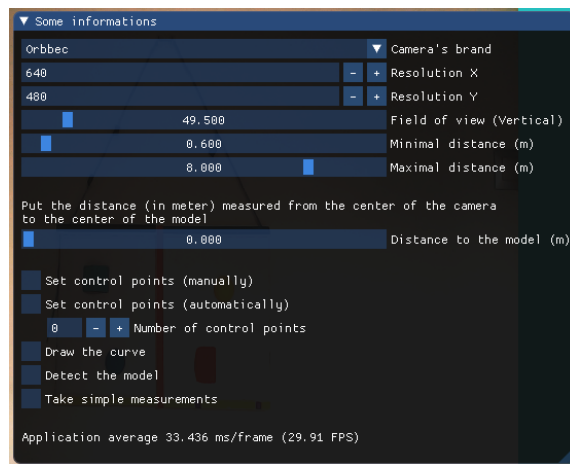 Some informations
Orbbec Camera's brand
640 - + Resolution X
480 - + Resolution Y
49.500 Field of view (Vertical)
0.600 Minimal distance (m)
8.000 Maximal distance (m)
Put the distance (in meter) measured from the center of the camera
to the center of the model
0.000 Distance to the model (m)
Set control points (manually)
Set control points (automatically)
0 - + Number of control points
Draw the curve
Detect the model
Take simple measurements
Application average 33.436 ms/frame (29.91 FPS)